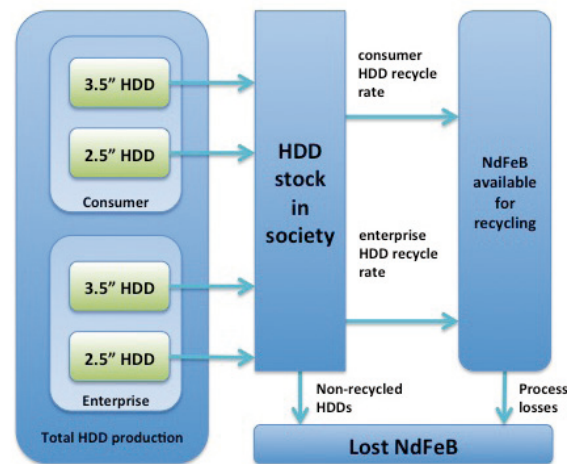 3.5” HDD
2.5” HDD
Consumer
3.5” HDD
2.5” HDD
Enterprise
Total HDD production
HDD
stock
in
society
consumer
HDD recycle
rate
enterprise
HDD recycle
rate
NdFeB
available
for
recycling
Non-recycled
HDDs
Process
losses
Lost NdFeB